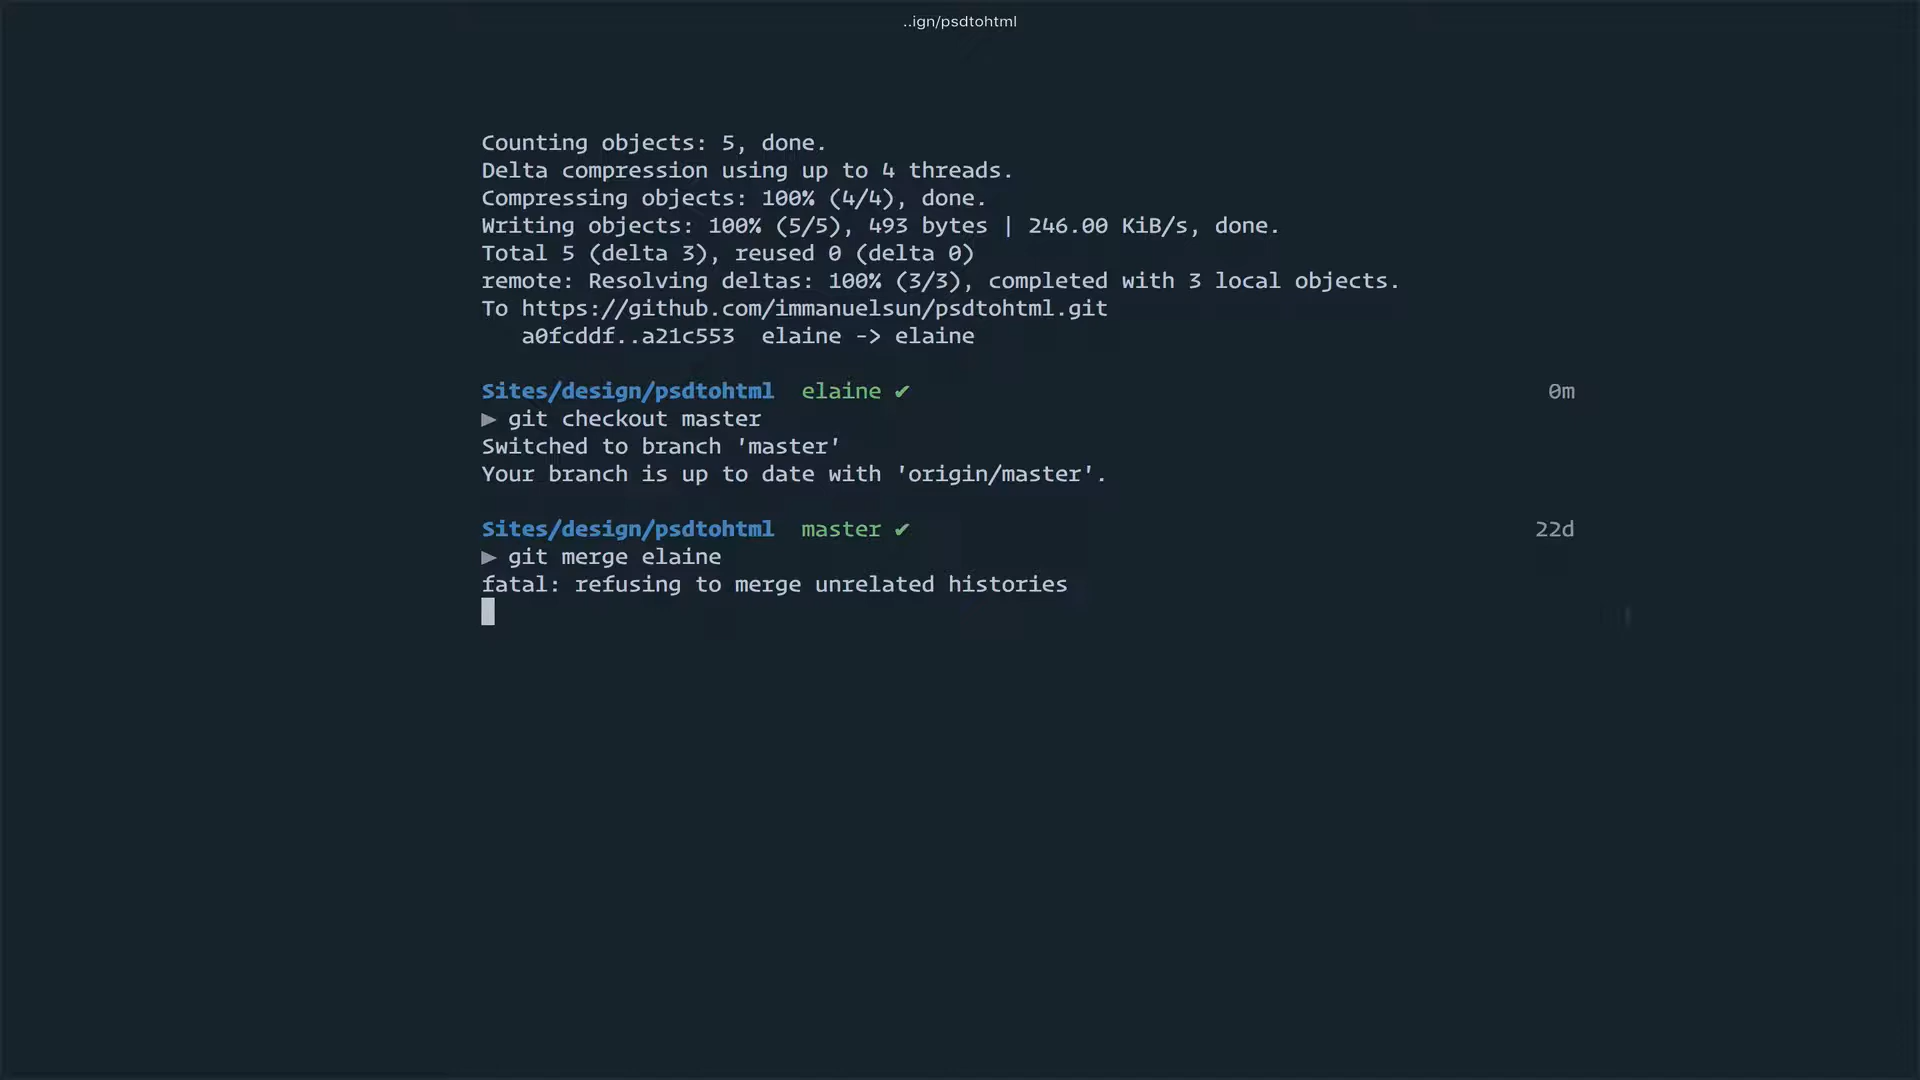 ..ign/psdtohtml
Counting objects: 5, done.
Delta compression using up to 4 threads.
Compressing objects: 100% (4/4), done.
Writing objects: 100% (5/5), 493 bytes | 246.00 KiB/s, done.
Total 5 (delta 3), reused 0 (delta 0)
remote: Resolving deltas: 100% (3/3), completed with 3 local objects.
To https://github.com/immanuelsun/psdtohtml.git
   a0fcddf..a21c553  elaine -> elaine
Sites/design/psdtohtml  elaine ✔ 0m
▶ git checkout master
Switched to branch 'master'
Your branch is up to date with 'origin/master'.
Sites/design/psdtohtml  master ✔ 22d
▶ git merge elaine
fatal: refusing to merge unrelated histories